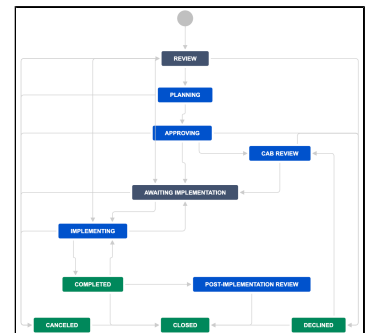 REVIEW
PLANNING
APPROVING
CAB REVIEW
AWAITING IMPLEMENTATION
IMPLEMENTING
COMPLETED
POST-IMPLEMENTATION REVIEW
CANCELED
CLOSED
DECLINED